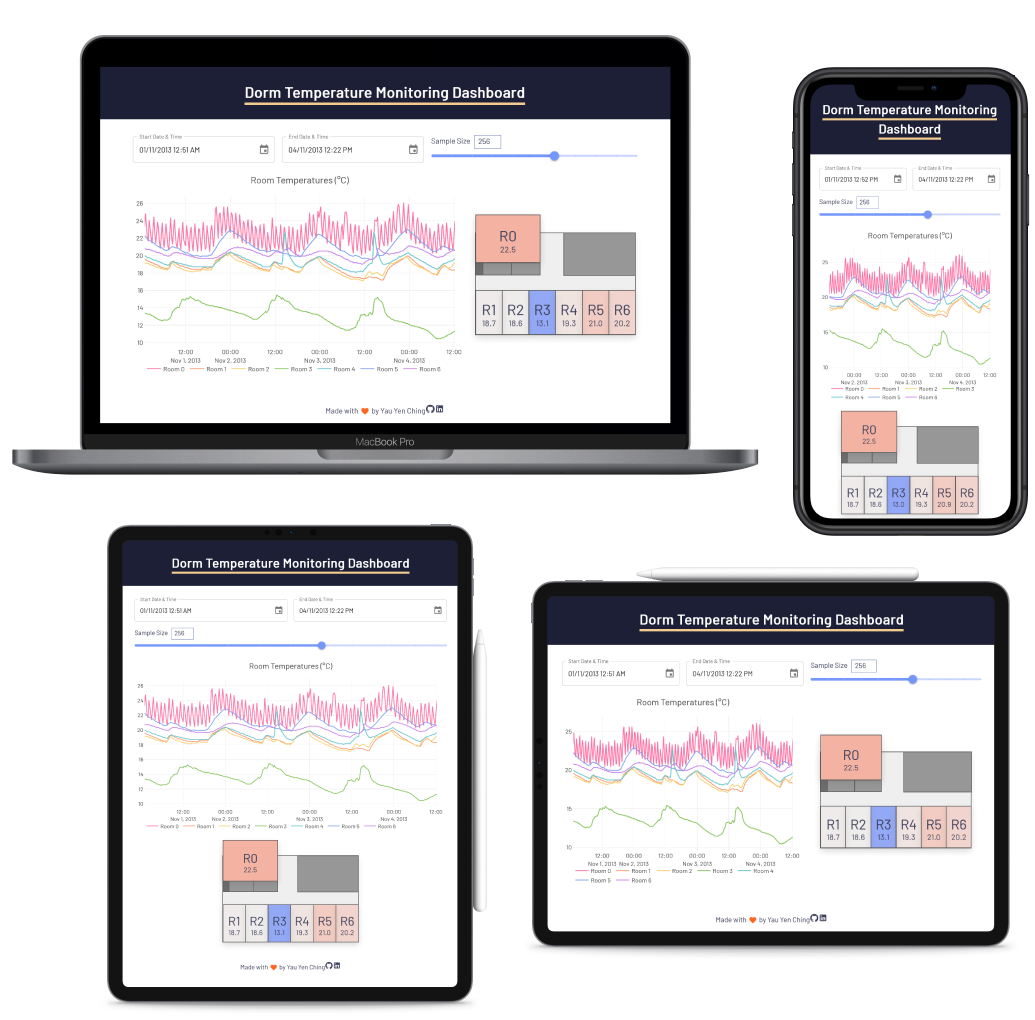 Dorm Temperature Monitoring Dashboard
Start Date & Time
01/11/2013 12:51 AM
End Date & Time
04/11/2013 12:22 PM
Sample Size 256
Room Temperatures (°C)
26
24
22
20
18
16
14
12
10
12:00 00:00 12:00 00:00 12:00 00:00 12:00
Nov 1, 2013 Nov 2, 2013 Nov 3, 2013 Nov 4, 2013
Room 0 Room 1 Room 2 Room 3 Room 4 Room 5 Room 6
R0
22.5
R1 R2 R3 R4 R5 R6
18.7 18.6 13.1 19.3 21.0 20.2
Made with by Yau Yen Ching
MacBook Pro
Dorm Temperature Monitoring
Dashboard
Start Date & Time
01/11/2013 12:52 PM
End Date & Time
04/11/2013 12:22 PM
Sample Size 256
Room Temperatures (°C)
25
20
15
10
00:00 12:00 00:00 12:00 00:00 12:00
Nov 2, 2013 Nov 3, 2013 Nov 4, 2013
Room 0 Room 1 Room 2 Room 3
Room 4 Room 5 Room 6
R0
22.5
R1 R2 R3 R4 R5 R6
18.7 18.6 13.0 19.3 20.9 20.2
Dorm Temperature Monitoring Dashboard
Start Date & Time
01/11/2013 12:51 AM
End Date & Time
04/11/2013 12:22 PM
Sample Size 256
Room Temperatures (°C)
26
24
22
20
18
16
14
12
10
12:00 00:00 12:00 00:00 12:00 00:00 12:00
Nov 1, 2013 Nov 2, 2013 Nov 3, 2013 Nov 4, 2013
Room 0 Room 1 Room 2 Room 3 Room 4 Room 5 Room 6
R0
22.5
R1 R2 R3 R4 R5 R6
18.7 18.6 13.1 19.3 21.0 20.2
Made with by Yau Yen Ching
Dorm Temperature Monitoring Dashboard
Start Date & Time
01/11/2013 12:51 AM
End Date & Time
04/11/2013 12:22 PM
Sample Size 256
Room Temperatures (°C)
25
20
15
10
12:00 00:00 12:00 00:00 12:00 00:00 12:00
Nov 1, 2013 Nov 2, 2013 Nov 3, 2013 Nov 4, 2013
Room 0 Room 1 Room 2 Room 3 Room 4
Room 5 Room 6
R0
22.5
R1 R2 R3 R4 R5 R6
18.7 18.6 13.1 19.3 21.0 20.2
Made with by Yau Yen Ching